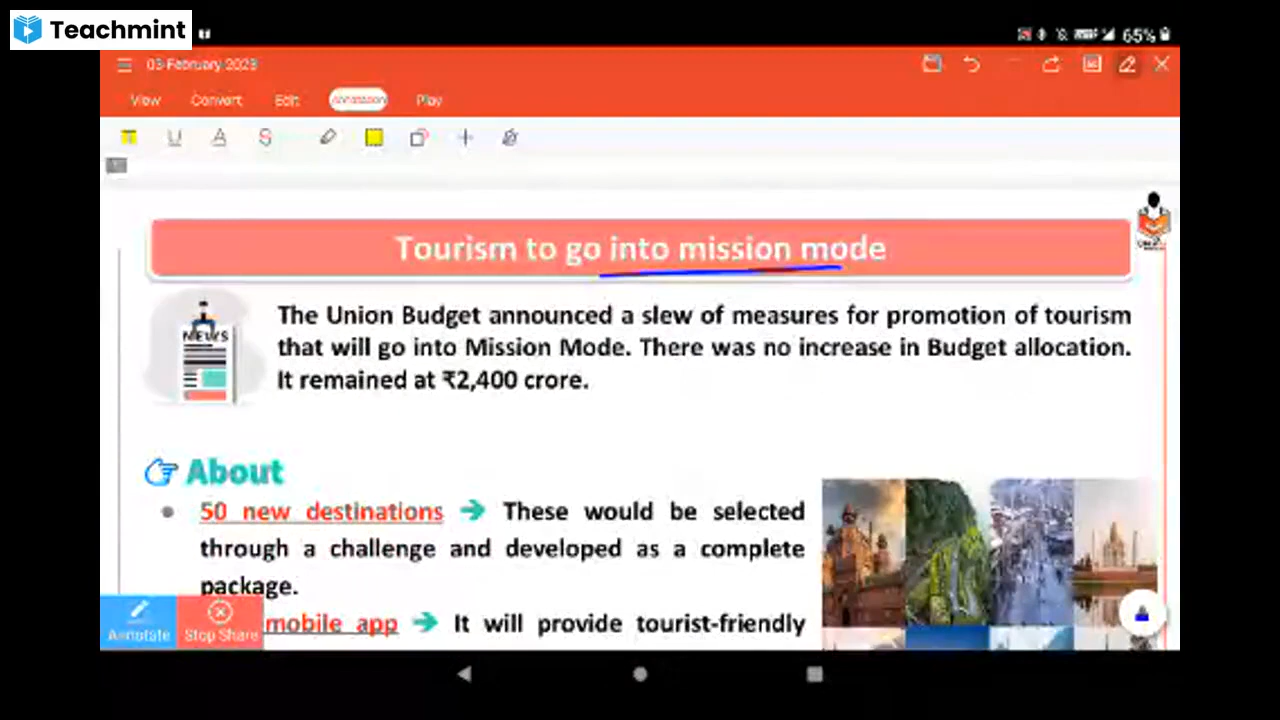 Teachmint
65%
03 February 2023
View Convert Edit Annotation Play
Tourism to go into mission mode
NEWS
The Union Budget announced a slew of measures for promotion of tourism
that will go into Mission Mode. There was no increase in Budget allocation.
It remained at ₹2,400 crore.
About
50 new destinations → These would be selected
through a challenge and developed as a complete
package.
mobile app → It will provide tourist-friendly
Annotate Stop Share